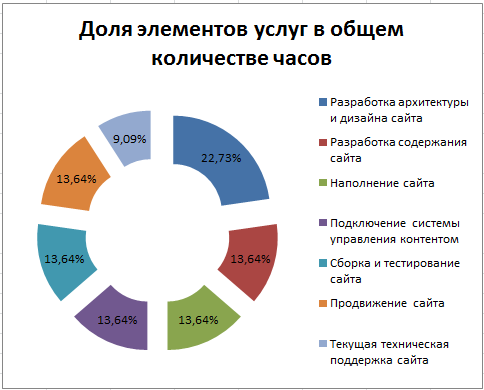 Доля элементов услуг в общем
количестве часов
9,09%
22,73%
13,64%
13,64%
13,64%
13,64%
13,64%
Разработка архитектуры
и дизайна сайта
Разработка содержания
сайта
Наполнение сайта
Подключение системы
управления контентом
Сборка и тестирование
сайта
Продвижение сайта
Текущая техническая
поддержка сайта